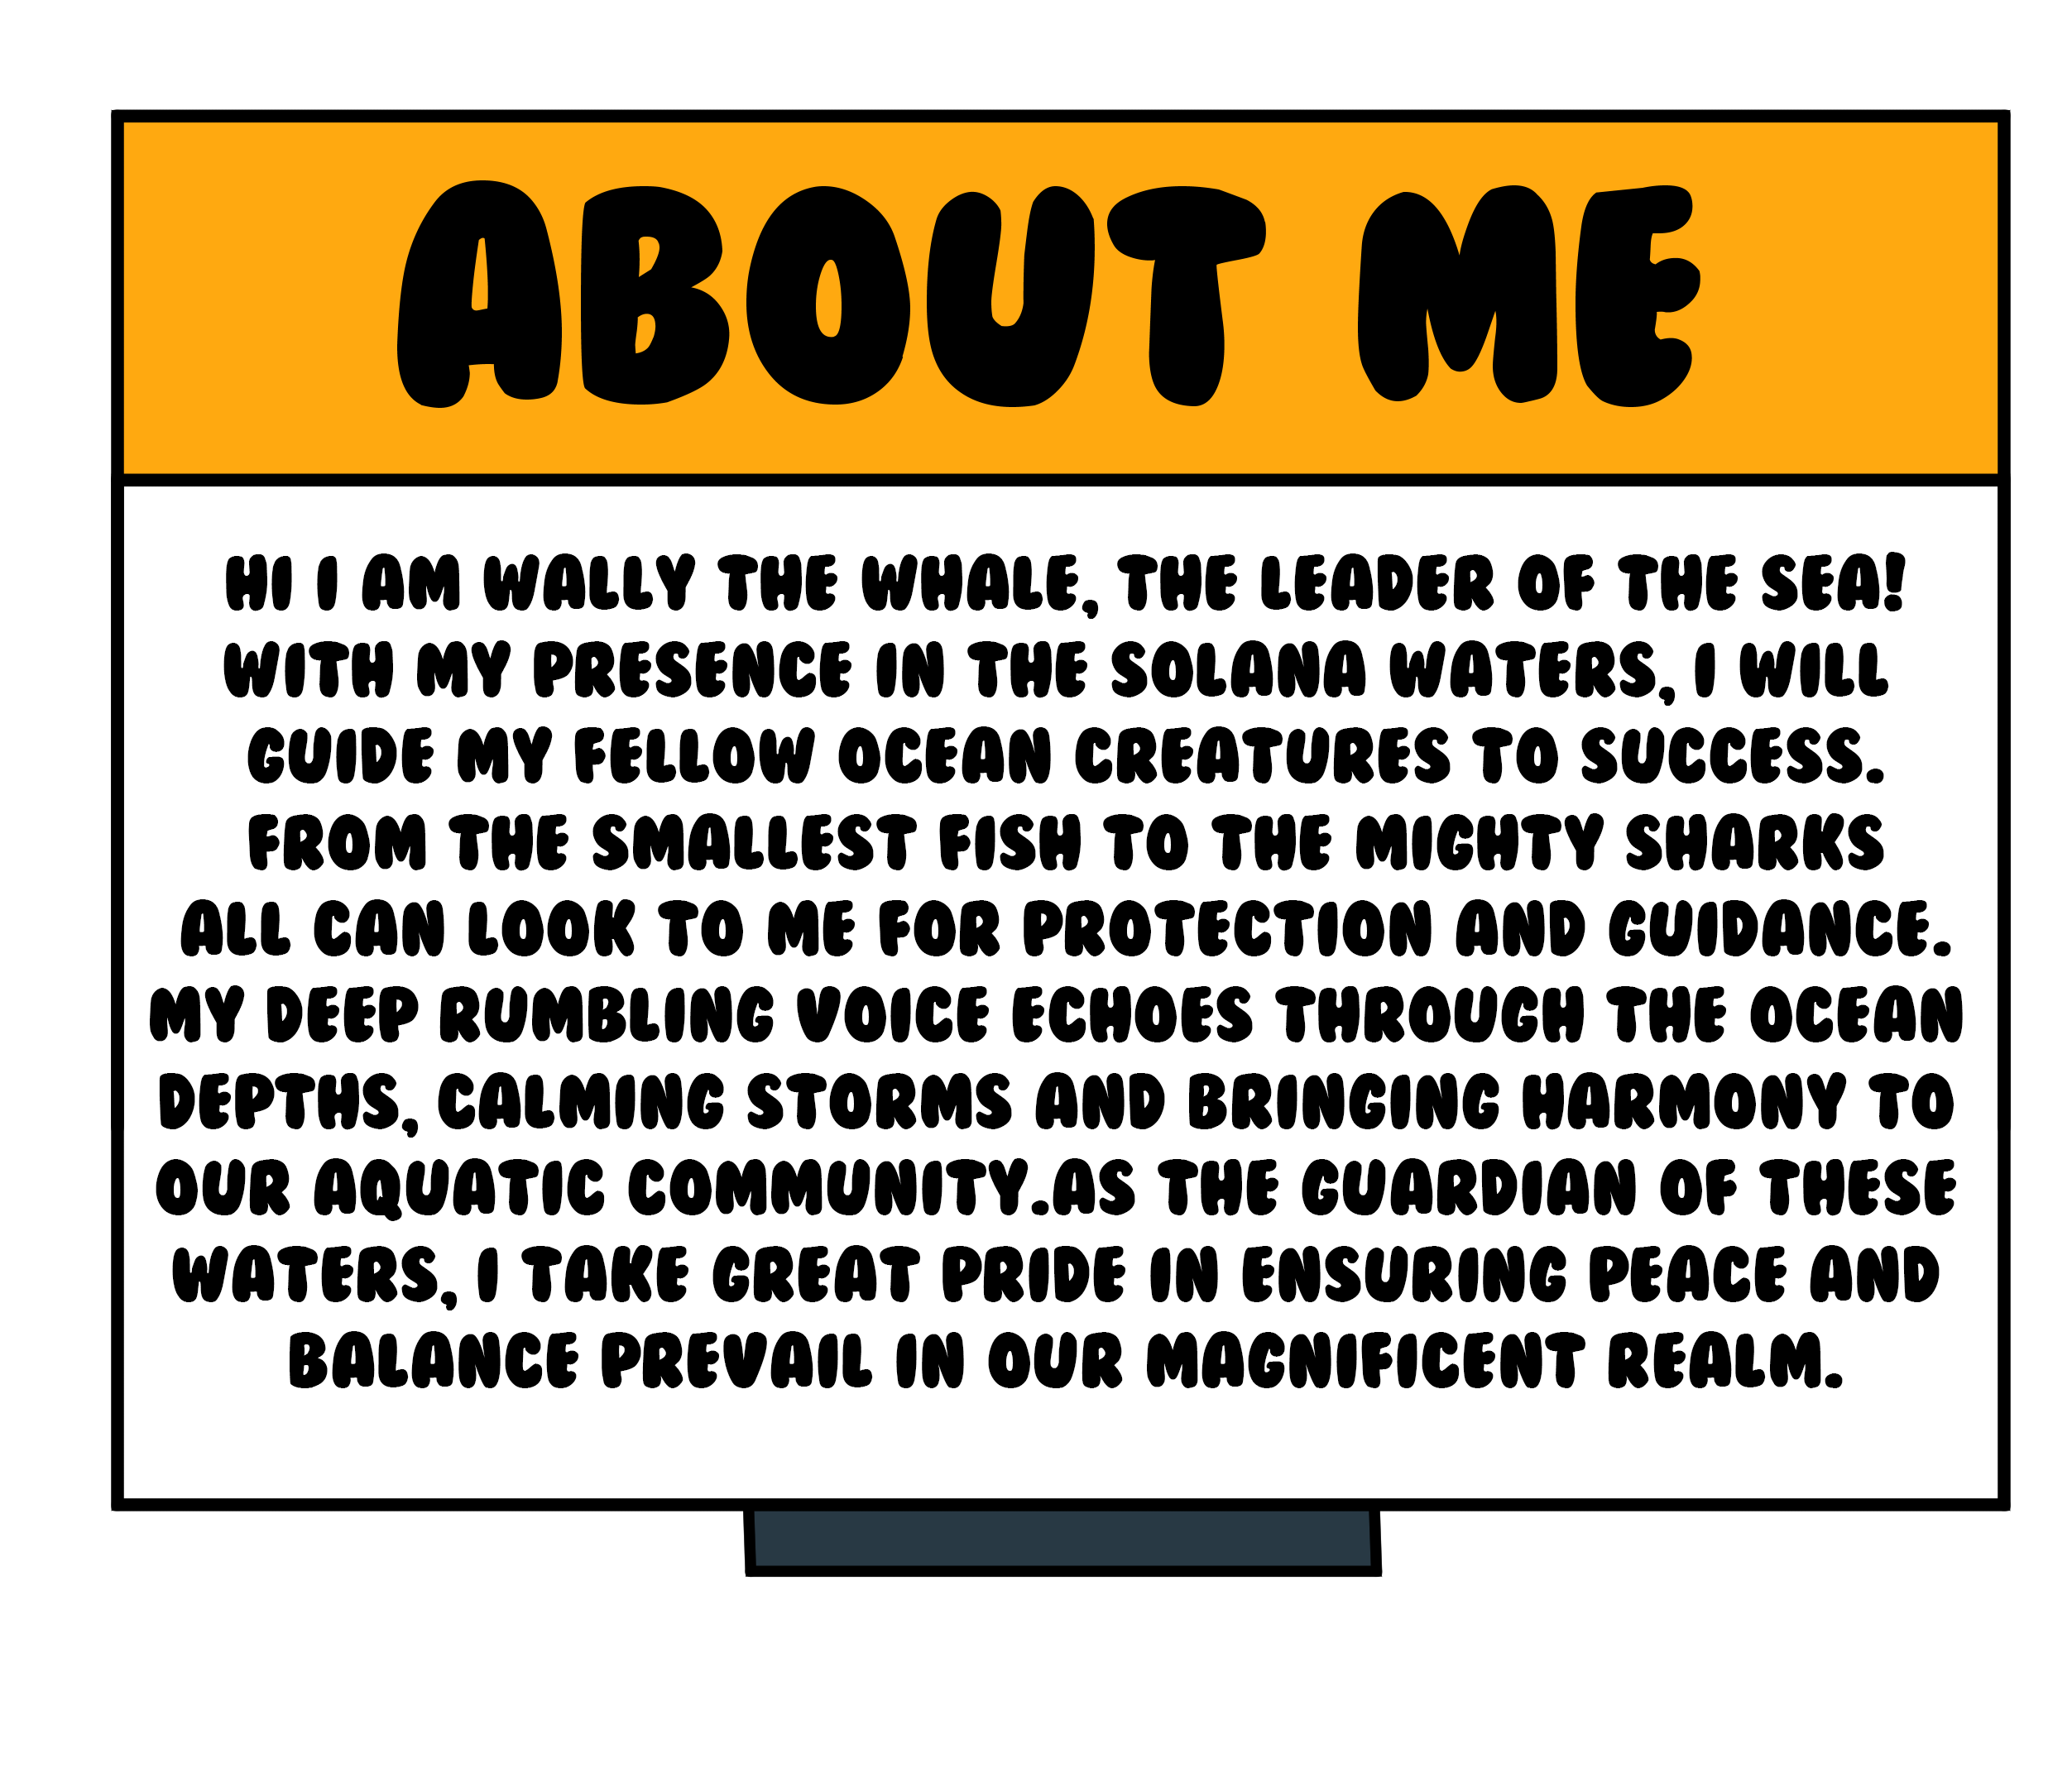 ABOUT ME
HI I AM WALLY THE WHALE, THE LEADER OF THE SEA!
WITH MY PRESENCE IN THE SOLANA WATERS, I WILL
GUIDE MY FELLOW OCEAN CREATURES TO SUCCESS.
FROM THE SMALLEST FISH TO THE MIGHTY SHARKS
ALL CAN LOOK TO ME FOR PROTECTION AND GUIDANCE.
MY DEEP RUMBLING VOICE ECHOES THROUGH THE OCEAN
DEPTHS, CALMING STORMS AND BRINGING HARMONY TO
OUR AQUATIC COMMUNITY.AS THE GUARDIAN OF THESE
WATERS, I TAKE GREAT PRIDE IN ENSURING PEACE AND
BALANCE PREVAIL IN OUR MAGNIFICENT REALM.